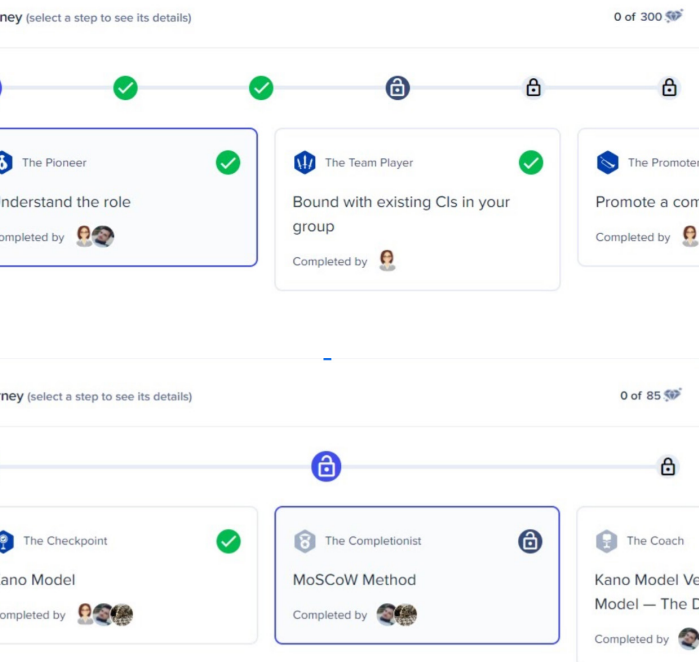 ney (select a step to see its details)
0 of 300
The Pioneer
nderstand the role
ompleted by
The Team Player
Bound with existing CIs in your
group
Completed by
The Promoter
Promote a com
Completed by
ney (select a step to see its details)
0 of 85
The Checkpoint
ano Model
ompleted by
The Completionist
MoSCoW Method
Completed by
The Coach
Kano Model Ve
Model — The D
Completed by